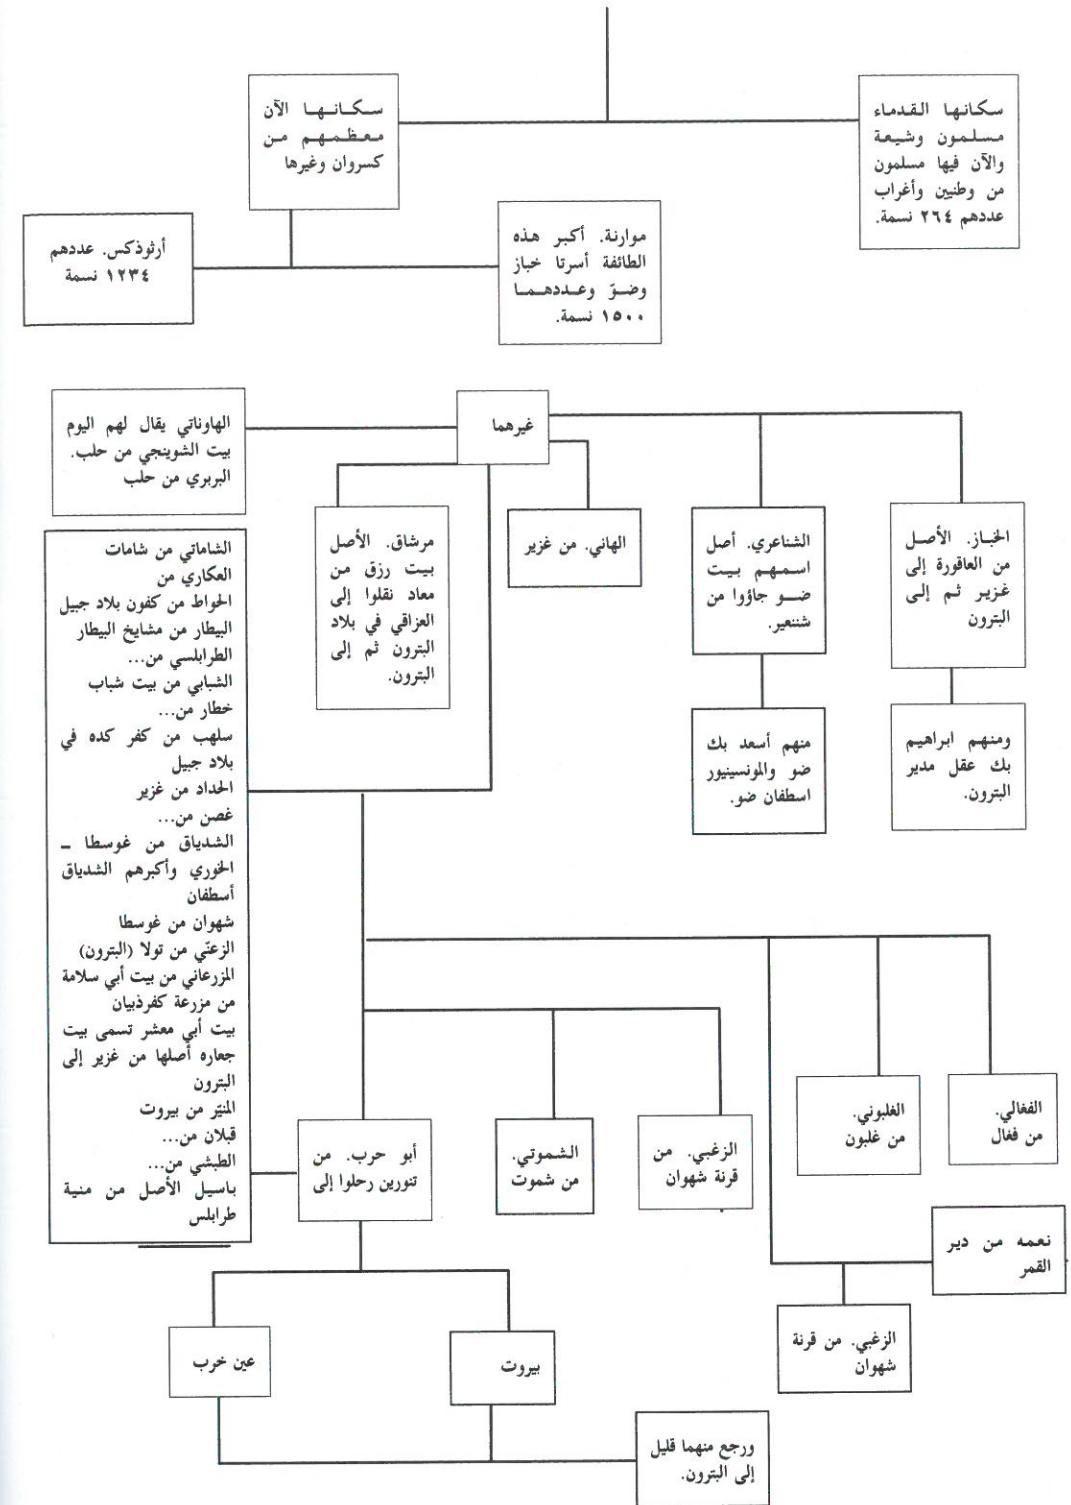 سكانها القدماء
مسلمون وشيعة
والآن فيها مسلمون
من وطنيين وأغراب
عددهم ٢٦٤ نسمة.
سكانها الآن
معظمهم من
كسروان وغيرها
موارنة. أكبر هذه
الطائفة أسرتا خباز
وضوّ وعددهما
١٥٠٠ نسمة.
أرثوذكس. عددهم
١٢٣٤ نسمة
غيرهما
الخباز. الأصل
من العاقورة إلى
غزير ثم إلى
البترون
ومنهم ابراهيم
بك عقل مدير
البترون.
الشناعري. أصل
اسمهم بيت
ضو جاؤوا من
شننعير.
منهم أسعد بك
ضو والمونسينيور
اسطفان ضو.
الهاني. من غزير
مرشاق. الأصل
بيت رزق من
معاد نقلوا إلى
العزاقي في بلاد
البترون ثم إلى
البترون.
الهاوناتي يقال لهم اليوم
بيت الشوينجي من حلب.
البربري من حلب
الشاماتي من شامات
العكاري من
الحواط من كفون بلاد جبيل
البيطار من مشايخ البيطار
الطرابلسي من...
الشبابي من بيت شباب
خطار من...
سلهب من كفر كده في
بلاد جبيل
الحداد من غزير
غصن من...
الشدياق من غوسطا –
الخوري وأكبرهم الشدياق
أسطفان
شهوان من غوسطا
الزعتّي من تولا (البترون)
المزرعاني من بيت أبي سلامة
من مزرعة كفرذبيان
بيت أبي معشر تسمى بيت
جعاره أصلها من غزير إلى
البترون
المنيّر من بيروت
قبلان من...
الطبشي من...
باسيل الأصل من منية
طرابلس
الفغالي.
من فغال
الغلبوني.
من غلبون
الزغبي. من
قرنة شهوان
الشموتي.
من شموت
أبو حرب. من
تنورين رحلوا إلى
نعمه من دير
القمر
الزغبي. من قرنة
شهوان
بيروت
عين خرب
ورجع منهما قليل
إلى البترون.